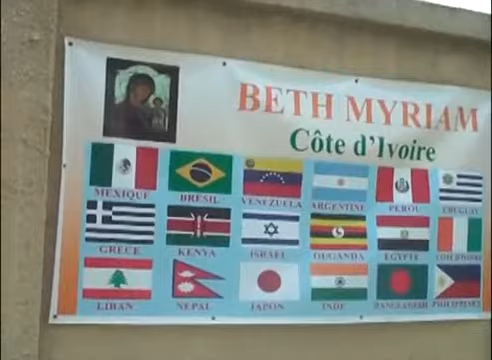 BETH MYRIAM
Côte d'Ivoire
MEXIQUE BRESIL VENEZUELA ARGENTINE PEROU URUGUAY
GRECE KENYA ISRAEL OUGANDA EGYPTE
LIBAN NEPAL JAPON INDE BANGLADESH PHILIPPINES